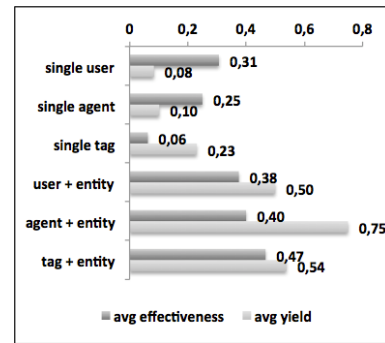 0 0,2 0,4 0,6 0,8
single user 0,31
0,08
single agent 0,25
0,10
single tag 0,06
0,23
user + entity 0,38
0,50
agent + entity 0,40
0,75
tag + entity 0,47
0,54
avg effectiveness avg yield